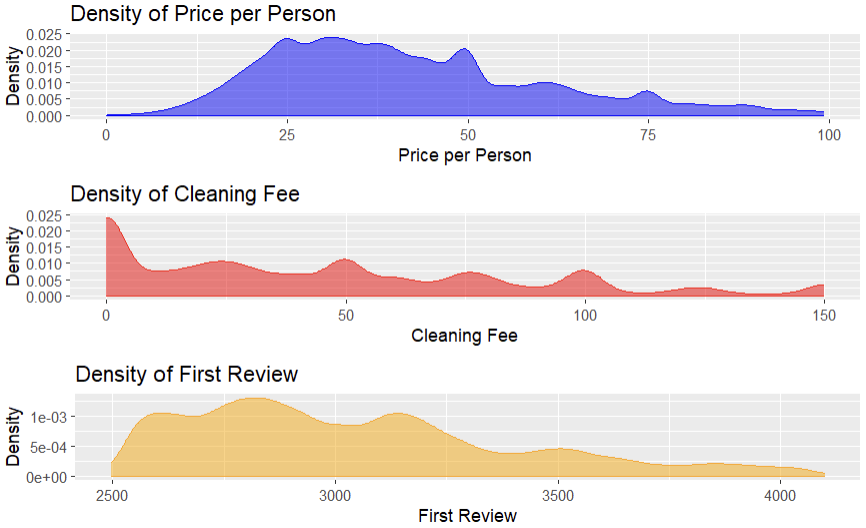 Density of Price per Person
Density
0.025
0.020
0.015
0.010
0.005
0.000
0 25 50 75 100
Price per Person
Density of Cleaning Fee
Density
0.025
0.020
0.015
0.010
0.005
0.000
0 50 100 150
Cleaning Fee
Density of First Review
Density
1e-03
5e-04
0e+00
2500 3000 3500 4000
First Review